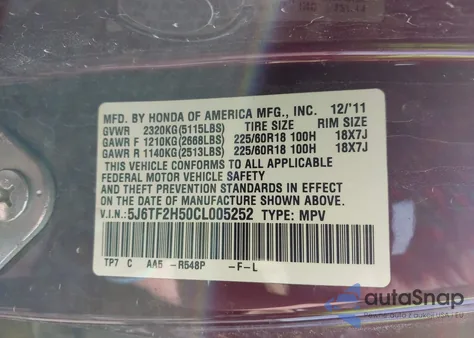 MFD. BY HONDA OF AMERICA MFG., INC. 12/'11
GVWR 2320KG(5115LBS) TIRE SIZE RIM SIZE
GAWR F 1210KG(2668LBS) 225/60R18 100H 18X7J
GAWR R 1140KG(2513LBS) 225/60R18 100H 18X7J
THIS VEHICLE CONFORMS TO ALL APPLICABLE
FEDERAL MOTOR VEHICLE SAFETY AND
THEFT PREVENTION STANDARDS IN EFFECT ON
THE DATE OF MANUFACTURE SHOWN ABOVE.
V.I.N.: 5J6TF2H50CL005252 TYPE: MPV
TP7 C AA5 -R548P -F-L
autoSnap